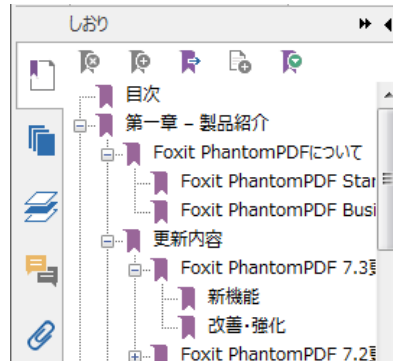 しおり
目次
第一章 – 製品紹介
Foxit PhantomPDFについて
Foxit PhantomPDF Star
Foxit PhantomPDF Busi
更新内容
Foxit PhantomPDF 7.3更
新機能
改善・強化
Foxit PhantomPDF 7.2更